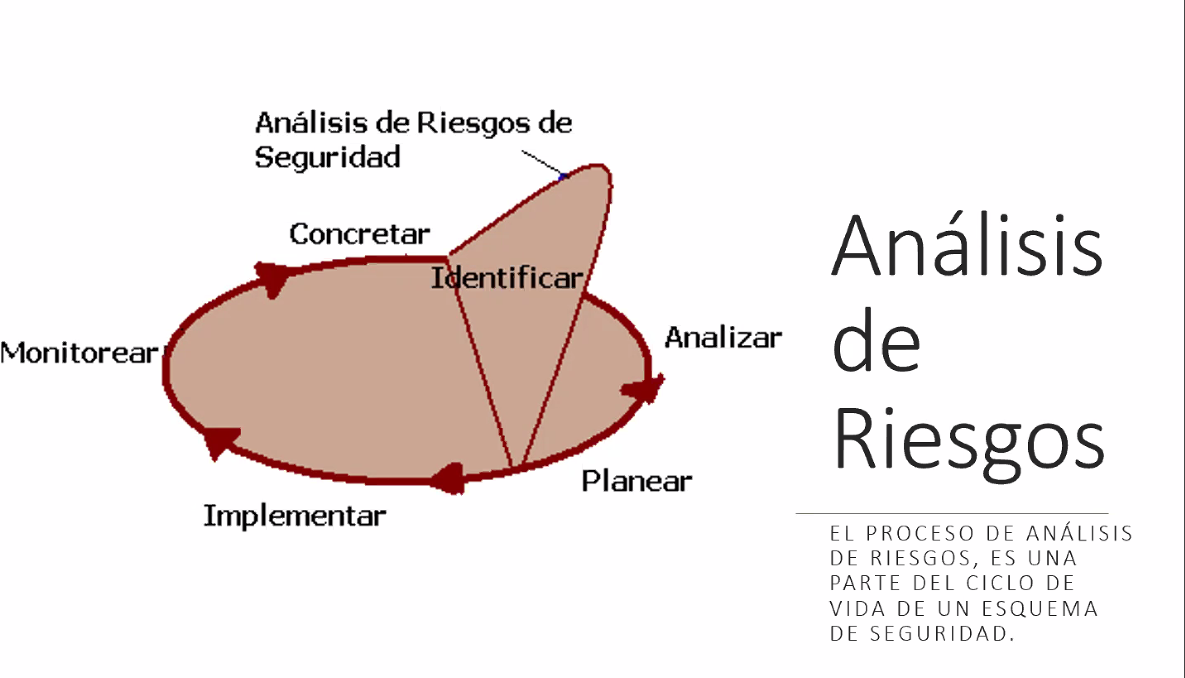 Análisis de Riesgos de
Seguridad
Concretar
Identificar
Analizar
Monitorear
Planear
Implementar
Análisis
de
Riesgos
EL PROCESO DE ANÁLISIS
DE RIESGOS, ES UNA
PARTE DEL CICLO DE
VIDA DE UN ESQUEMA
DE SEGURIDAD.